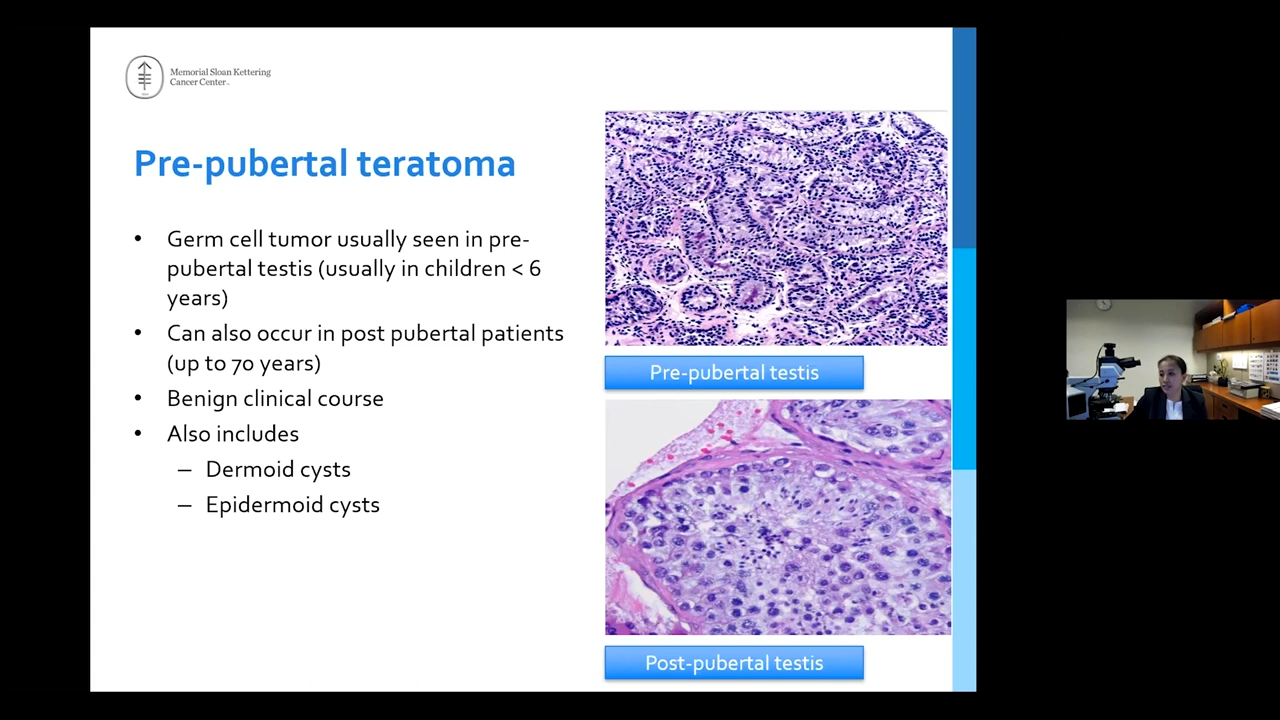 Memorial Sloan Kettering
Cancer Center
Pre-pubertal teratoma
• Germ cell tumor usually seen in pre-
pubertal testis (usually in children < 6
years)
• Can also occur in post pubertal patients
(up to 70 years)
• Benign clinical course
• Also includes
– Dermoid cysts
– Epidermoid cysts
Pre-pubertal testis
Post-pubertal testis